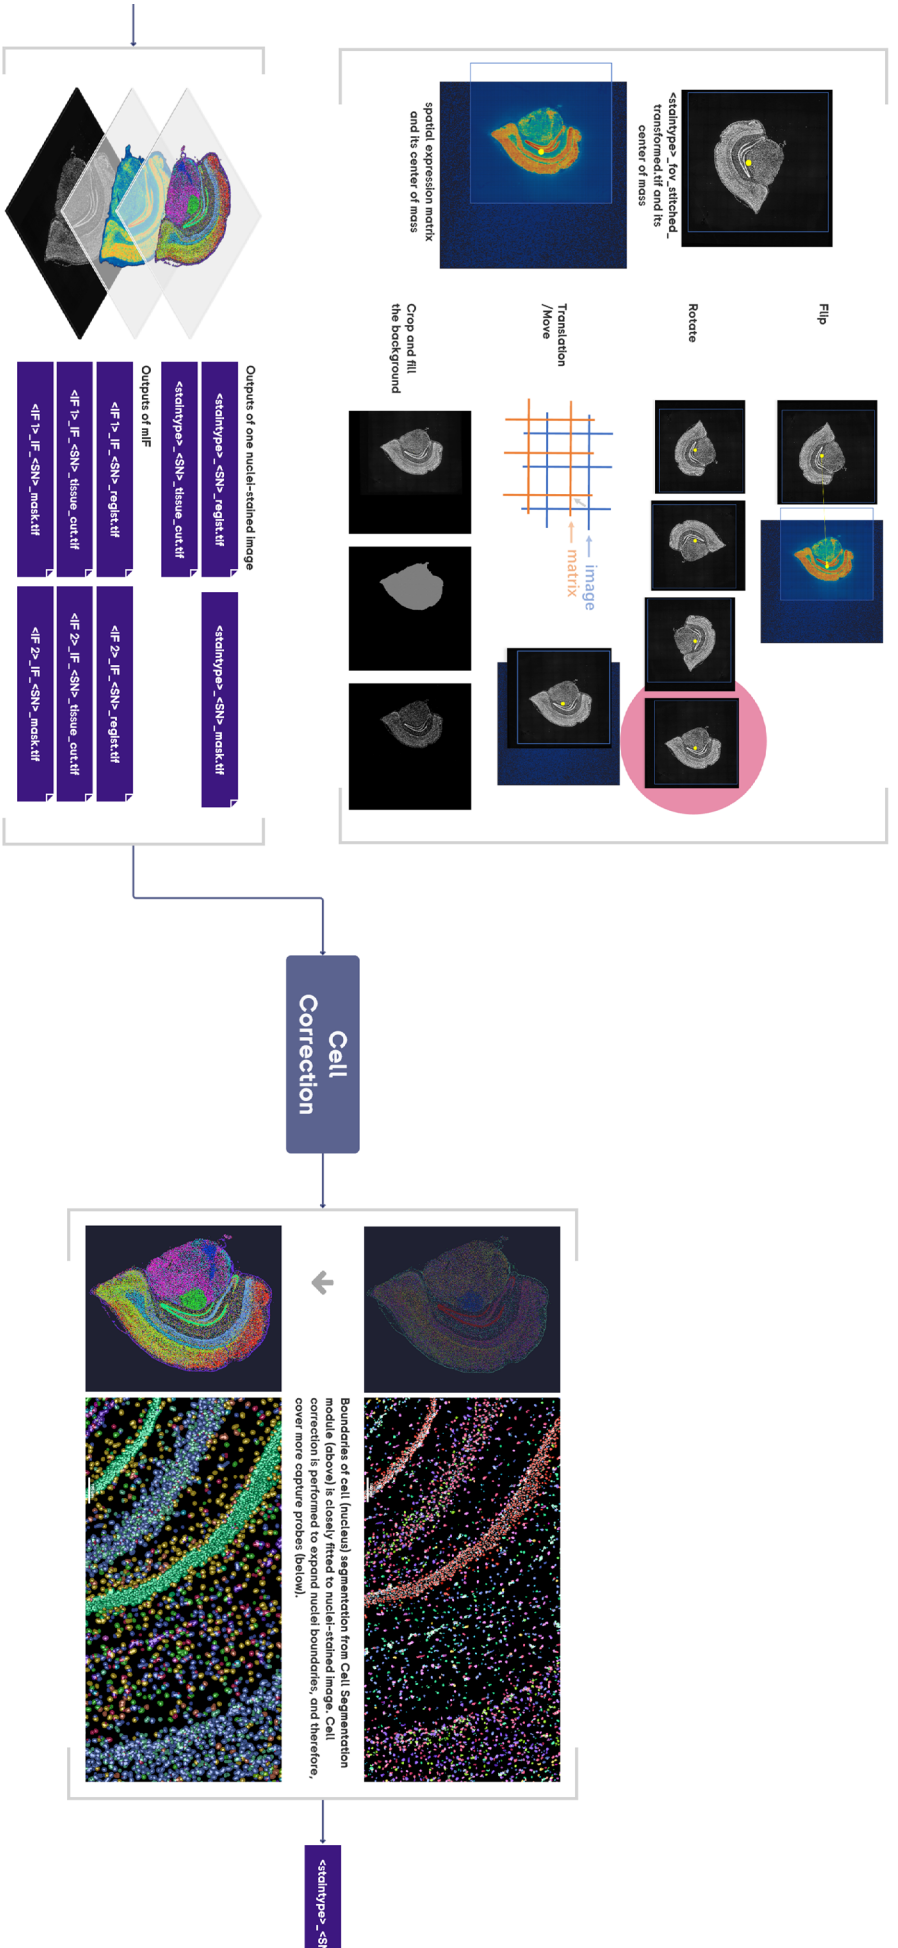 <staintype>_fov_stitched_
transformed.tif and its
center of mass
spatial expression matrix
and its center of mass
Flip
Rotate
Translation
/Move
image
matrix
Crop and fill
the background
Outputs of one nuclei-stained image
<staintype>_<SN>_regist.tif
<staintype>_<SN>_mask.tif
<staintype>_<SN>_tissue_cut.tif
Outputs of mIF
<IF 1>_IF_<SN>_regist.tif
<IF 2>_IF_<SN>_regist.tif
<IF 1>_IF_<SN>_tissue_cut.tif
<IF 2>_IF_<SN>_tissue_cut.tif
<IF 1>_IF_<SN>_mask.tif
<IF 2>_IF_<SN>_mask.tif
Cell
Correction
Boundaries of cell (nucleus) segmentation from Cell Segmentation
module (above) is closely fitted to nuclei-stained image. Cell
correction is performed to expand nuclei boundaries, and therefore,
cover more capture probes (below).
<staintype>_<SN